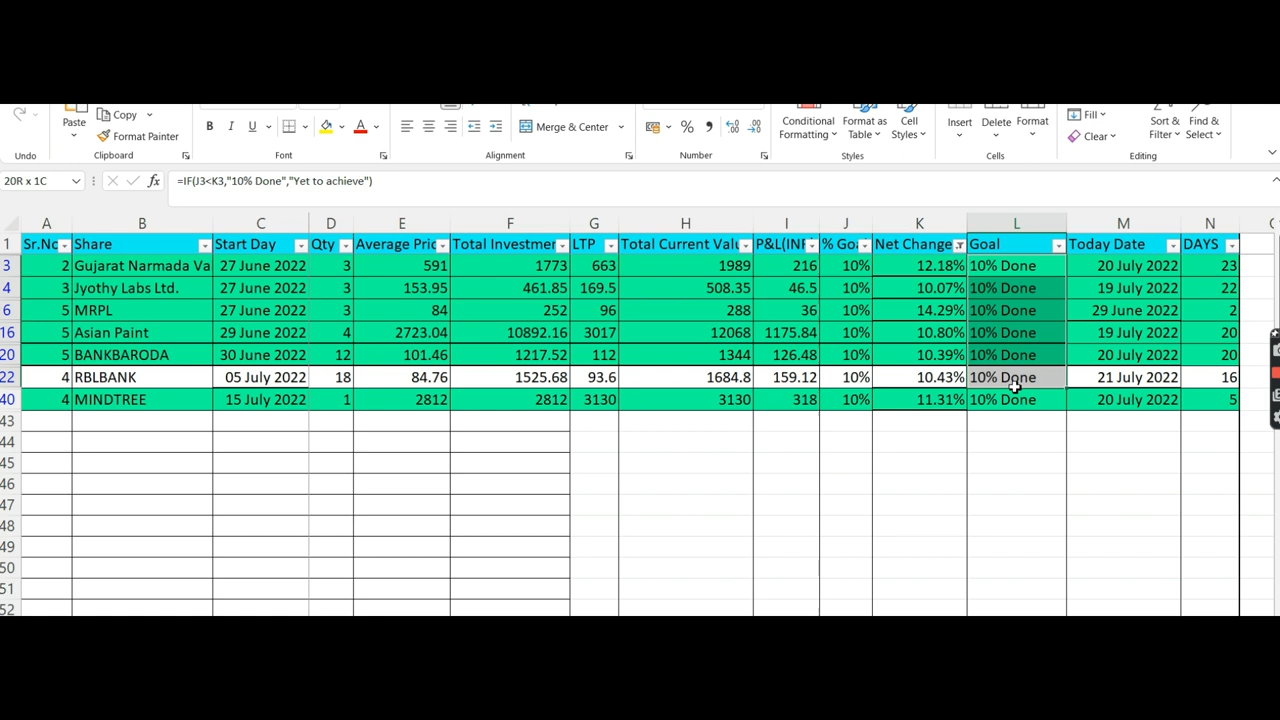 Paste
Copy
Format Painter
B I U A
Merge & Center
%
Conditional Formatting
Format as Table
Cell Styles
Insert Delete Format
Fill
Clear
Sort & Filter
Find & Select
Undo Clipboard Font Alignment Number Styles Cells Editing
20R x 1C fx =IF(J3<K3,"10% Done","Yet to achieve")
A B C D E F G H I J K L M N
1 Sr.No Share Start Day Qty Average Pric Total Investmer LTP Total Current Valu P&L(INF % Goa Net Change Goal Today Date DAYS
3 2 Gujarat Narmada Va 27 June 2022 3 591 1773 663 1989 216 10% 12.18% 10% Done 20 July 2022 23
4 3 Jyothy Labs Ltd. 27 June 2022 3 153.95 461.85 169.5 508.35 46.5 10% 10.07% 10% Done 19 July 2022 22
6 5 MRPL 27 June 2022 3 84 252 96 288 36 10% 14.29% 10% Done 29 June 2022 2
16 5 Asian Paint 29 June 2022 4 2723.04 10892.16 3017 12068 1175.84 10% 10.80% 10% Done 19 July 2022 20
20 5 BANKBARODA 30 June 2022 12 101.46 1217.52 112 1344 126.48 10% 10.39% 10% Done 20 July 2022 20
22 4 RBLBANK 05 July 2022 18 84.76 1525.68 93.6 1684.8 159.12 10% 10.43% 10% Done 21 July 2022 16
40 4 MINDTREE 15 July 2022 1 2812 2812 3130 3130 318 10% 11.31% 10% Done 20 July 2022 5
43
44
45
46
47
48
49
50
51
52